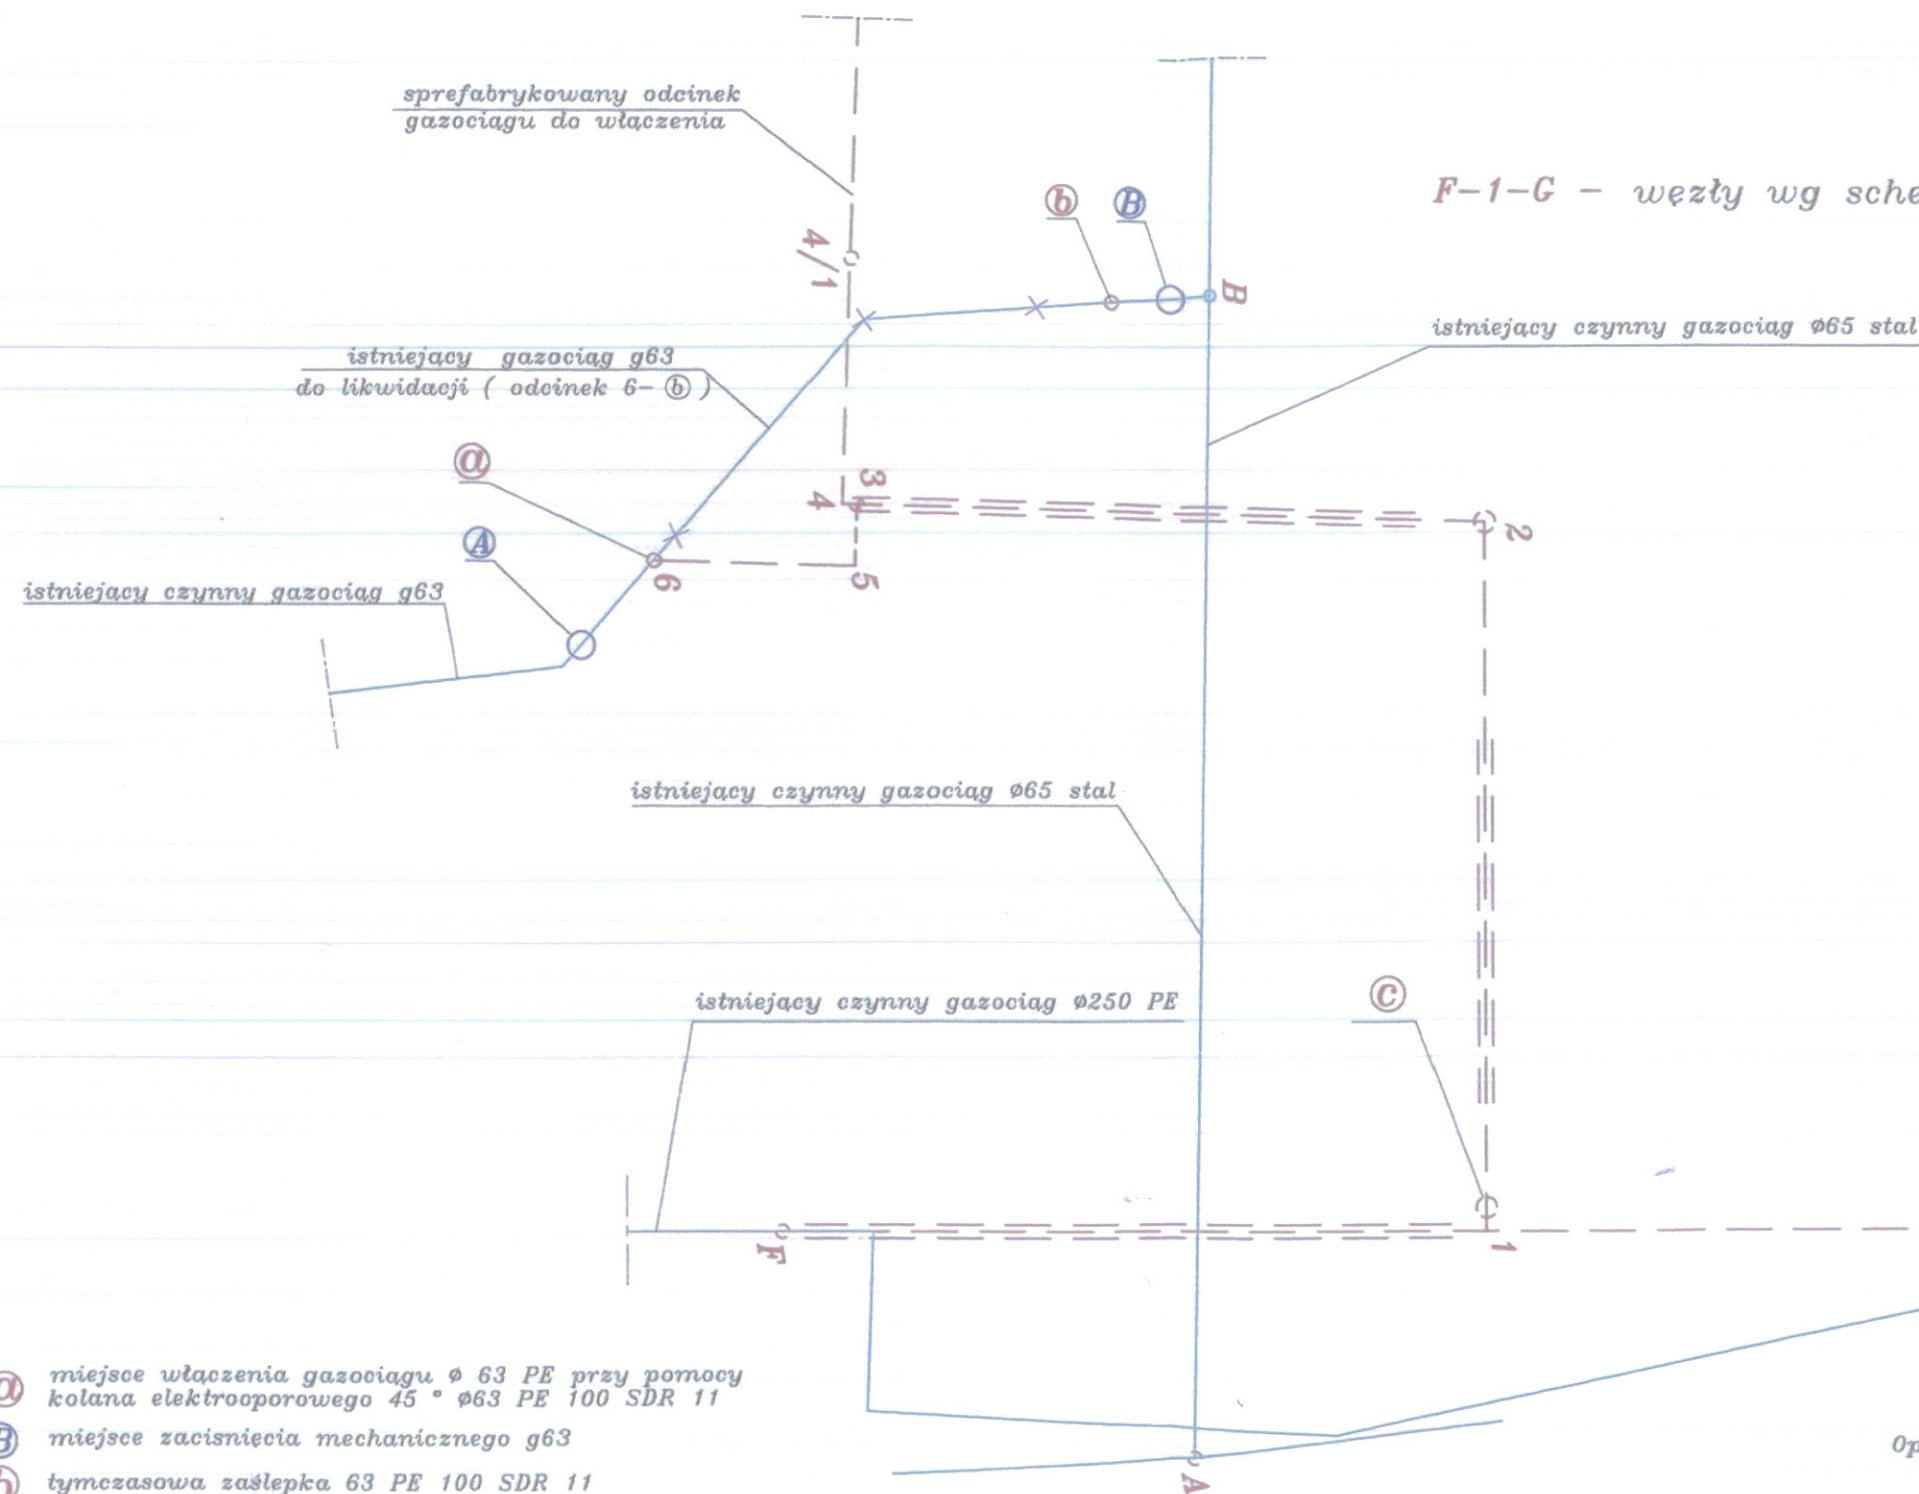 sprefabrykowany odcinek
gazociągu do włączenia
F-1-G - węzły wg sche
b
B
4/1
B
istniejący czynny gazociąg ø65 stal
istniejący gazociąg g63
do likwidacji ( odcinek 6- b )
a
3
4
2
A
6
5
istniejący czynny gazociąg g63
istniejący czynny gazociąg ø65 stal
istniejący czynny gazociąg ø250 PE
c
F
1
a miejsce włączenia gazociągu ø 63 PE przy pomocy
kolana elektrooporowego 45 ° ø63 PE 100 SDR 11
B miejsce zacisnięcia mechanicznego g63
Op
b tymczasowa zaślepka 63 PE 100 SDR 11
A